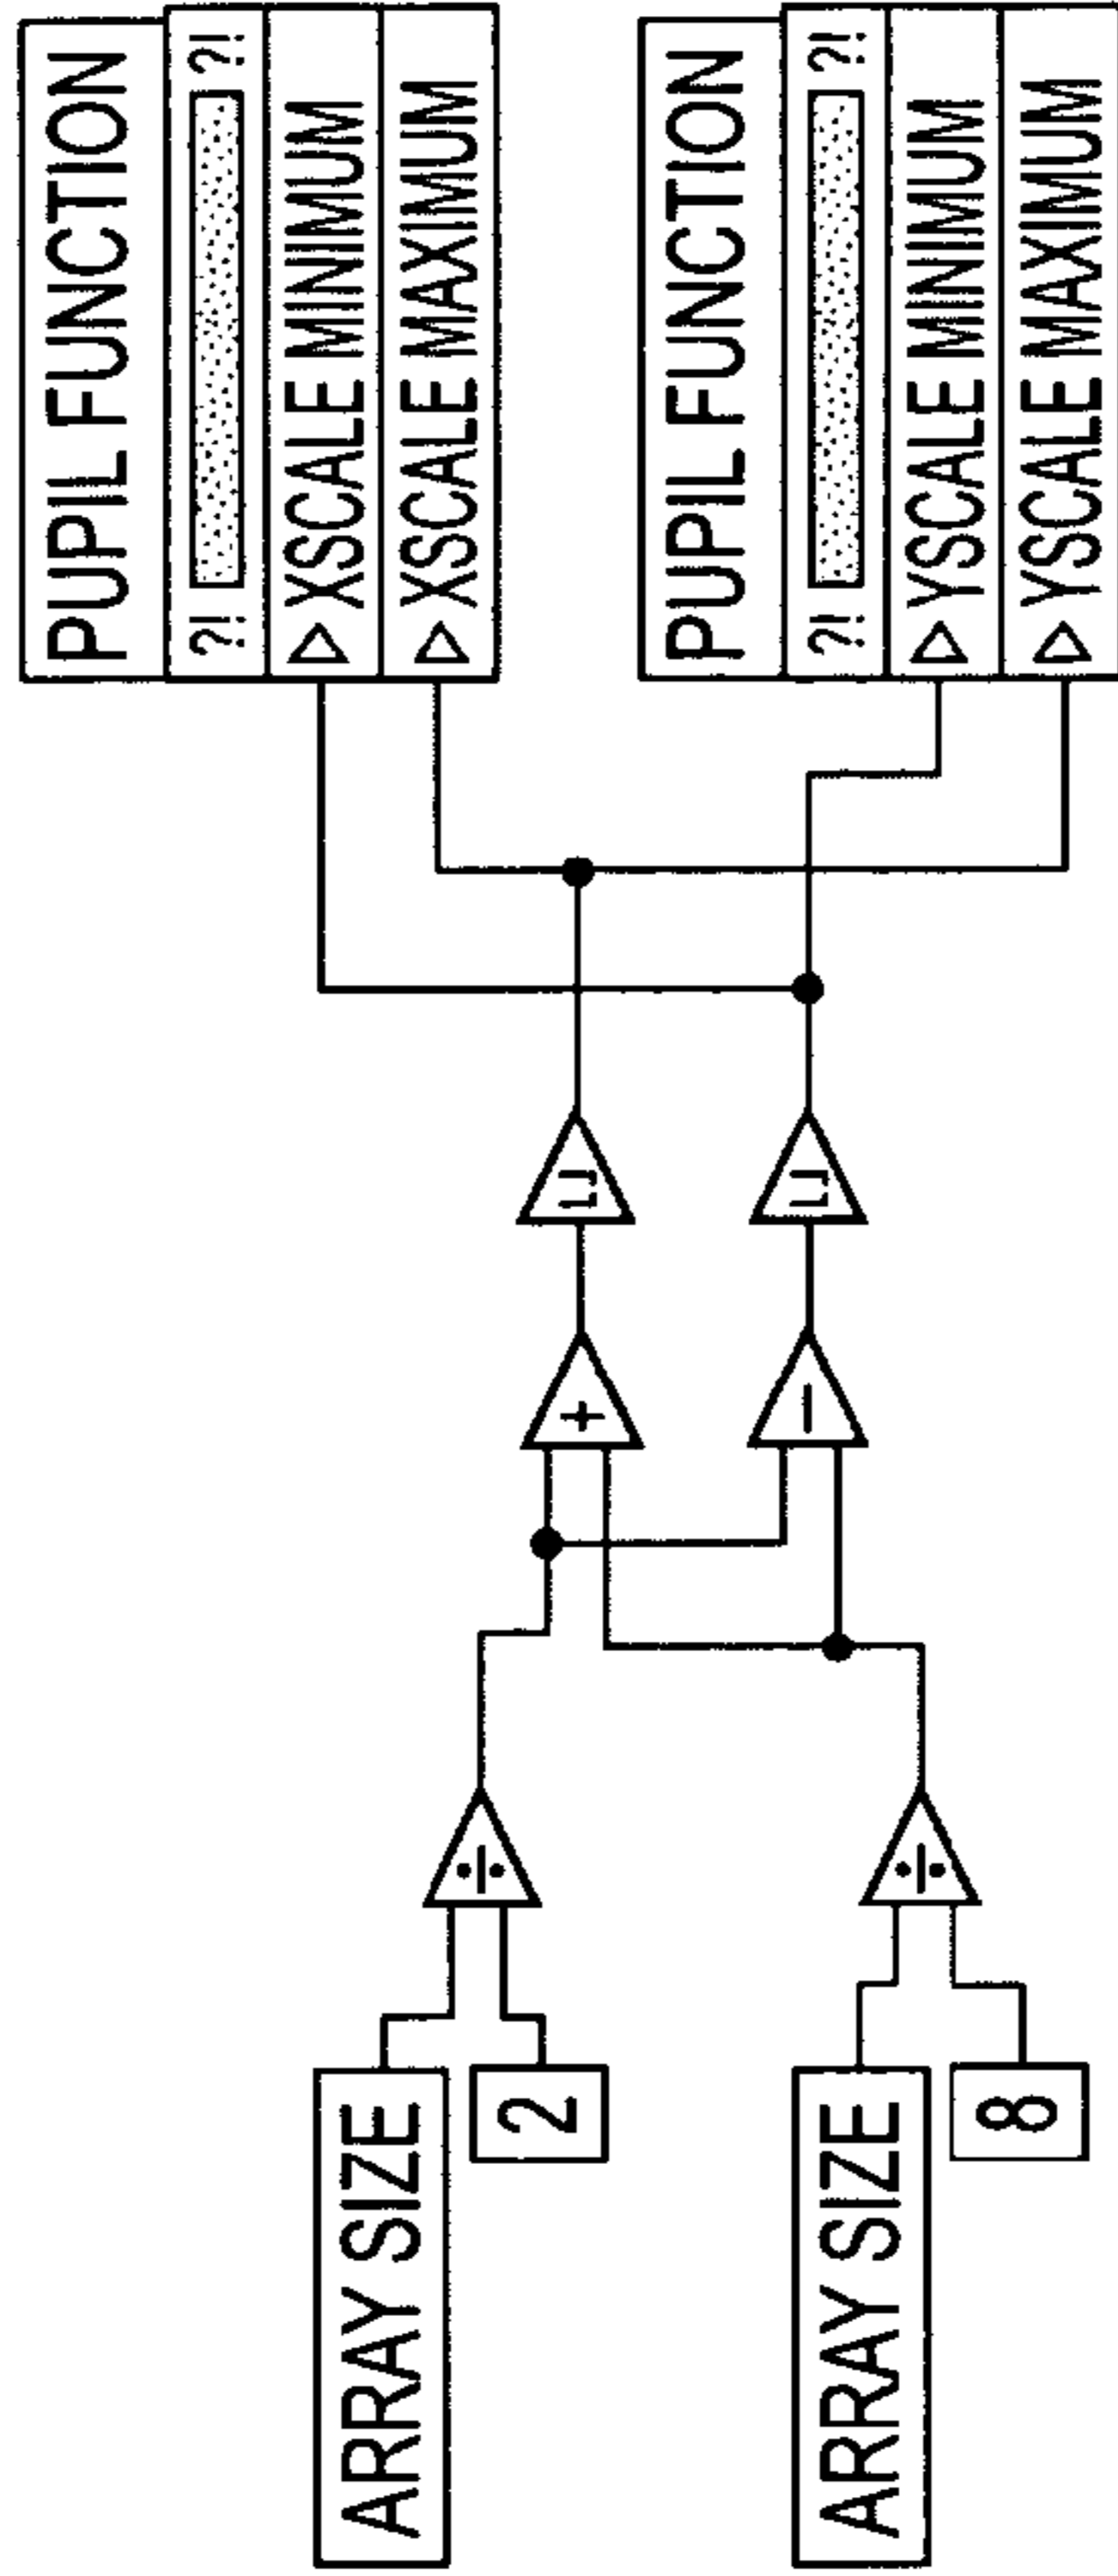 ARRAY SIZE
2
÷
+
PUPIL FUNCTION
?! ?!
XSCALE MINIMUM
XSCALE MAXIMUM
ARRAY SIZE
8
÷
−
PUPIL FUNCTION
?! ?!
YSCALE MINIMUM
YSCALE MAXIMUM